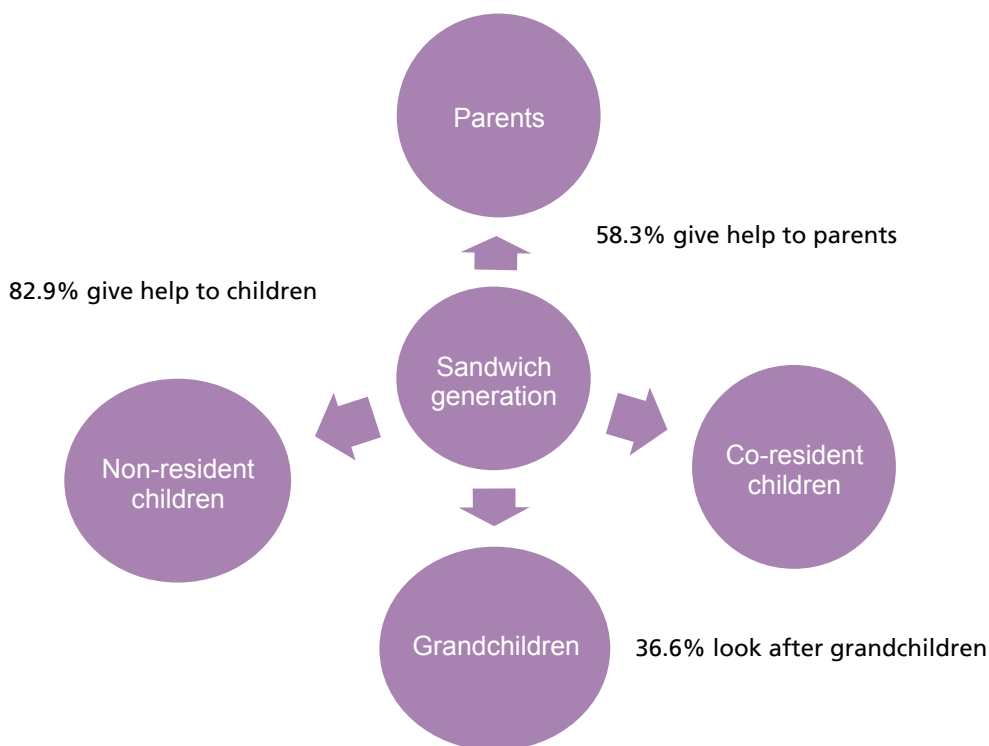 Parents
58.3% give help to parents
82.9% give help to children
Sandwich
generation
Non-resident
children
Co-resident
children
Grandchildren
36.6% look after grandchildren